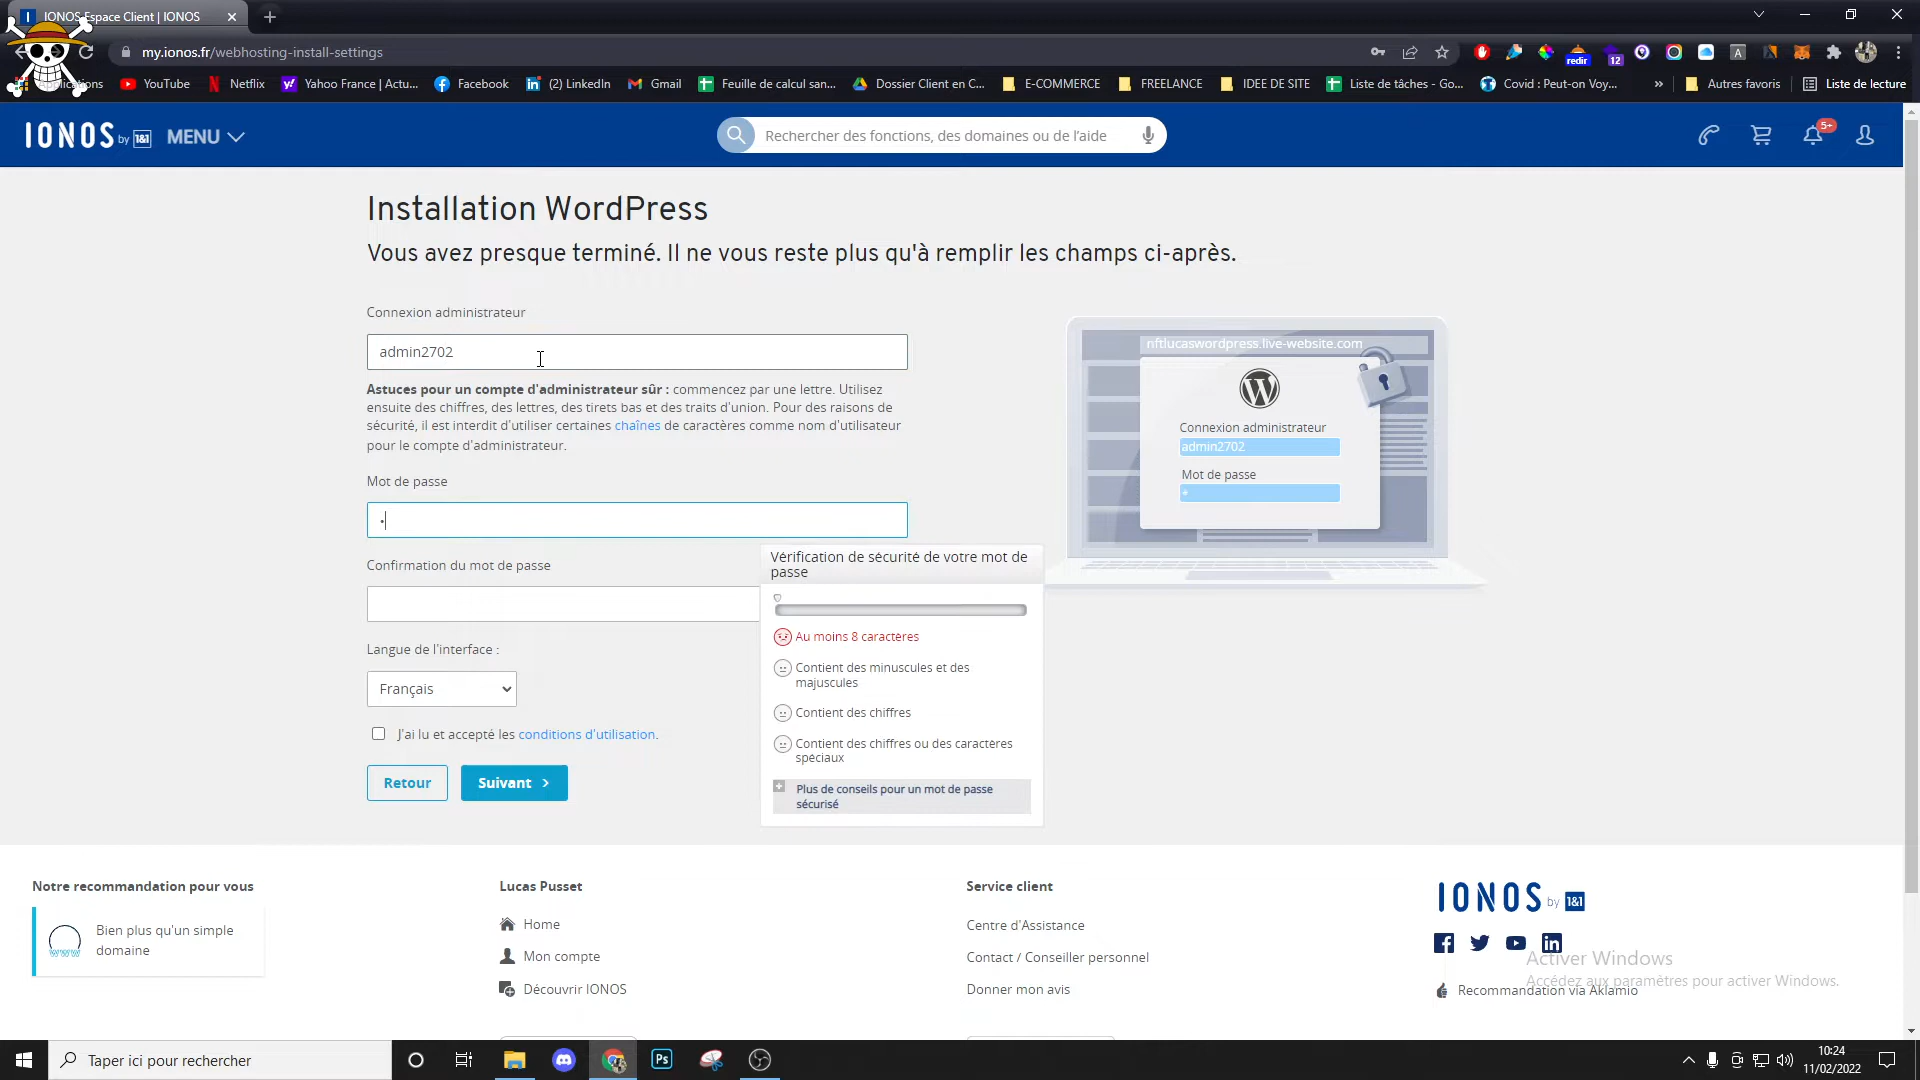 IONOS Espace Client | IONOS
my.ionos.fr/webhosting-install-settings
redir
12
YouTube
Netflix
Yahoo France | Actu...
Facebook
(2) LinkedIn
Gmail
Feuille de calcul san...
Dossier Client en C...
E-COMMERCE
FREELANCE
IDEE DE SITE
Liste de tâches - Go...
Covid : Peut-on Voy...
»
Autres favoris
Liste de lecture
IONOS by 1&1
MENU
Rechercher des fonctions, des domaines ou de l’aide
5+
Installation WordPress
Vous avez presque terminé. Il ne vous reste plus qu'à remplir les champs ci-après.
Connexion administrateur
admin2702
Astuces pour un compte d'administrateur sûr : commencez par une lettre. Utilisez
ensuite des chiffres, des lettres, des tirets bas et des traits d'union. Pour des raisons de
sécurité, il est interdit d'utiliser certaines chaînes de caractères comme nom d'utilisateur
pour le compte d'administrateur.
Mot de passe
Confirmation du mot de passe
Langue de l'interface :
Français
J'ai lu et accepté les conditions d'utilisation.
Retour
Suivant >
nftlucaswordpress.live-website.com
Connexion administrateur
admin2702
Mot de passe
*
Vérification de sécurité de votre mot de
passe
Au moins 8 caractères
Contient des minuscules et des
majuscules
Contient des chiffres
Contient des chiffres ou des caractères
spéciaux
Plus de conseils pour un mot de passe
sécurisé
Notre recommandation pour vous
Bien plus qu'un simple
domaine
Lucas Pusset
Home
Mon compte
Découvrir IONOS
Service client
Centre d'Assistance
Contact / Conseiller personnel
Donner mon avis
IONOS by 1&1
Recommandation via Aklamio
Activer Windows
Accédez aux paramètres pour activer Windows.
Taper ici pour rechercher
Ps
10:24
11/02/2022